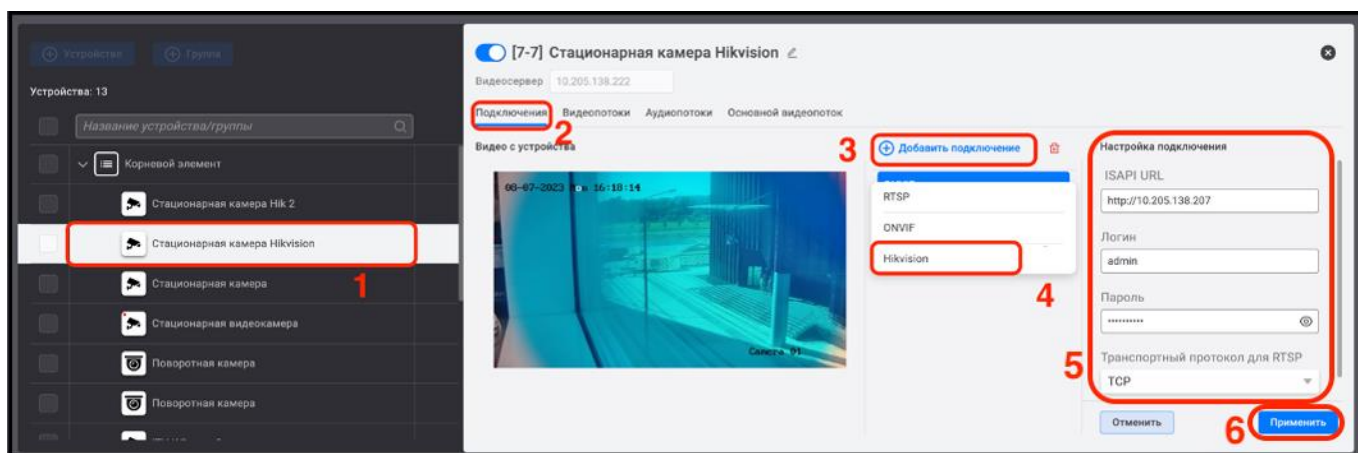 Устройство
Группа
Устройства: 13
Название устройства/группы
Корневой элемент
Стационарная камера Hik 2
Стационарная камера Hikvision
1
Стационарная камера
Стационарная видеокамера
Поворотная камера
Поворотная камера
[7-7] Стационарная камера Hikvision
Видеосервер 10.205.138.222
Подключения Видеопотоки Аудиопотоки Основной видеопоток
2
Видео с устройства
08-07-2023 16:18:14
Camera 01
3
Добавить подключение
RTSP
ONVIF
Hikvision
4
Настройка подключения
ISAPI URL
http://10.205.138.207
Логин
admin
Пароль
··········
Транспортный протокол для RTSP
5
TCP
Отменить
6
Применить